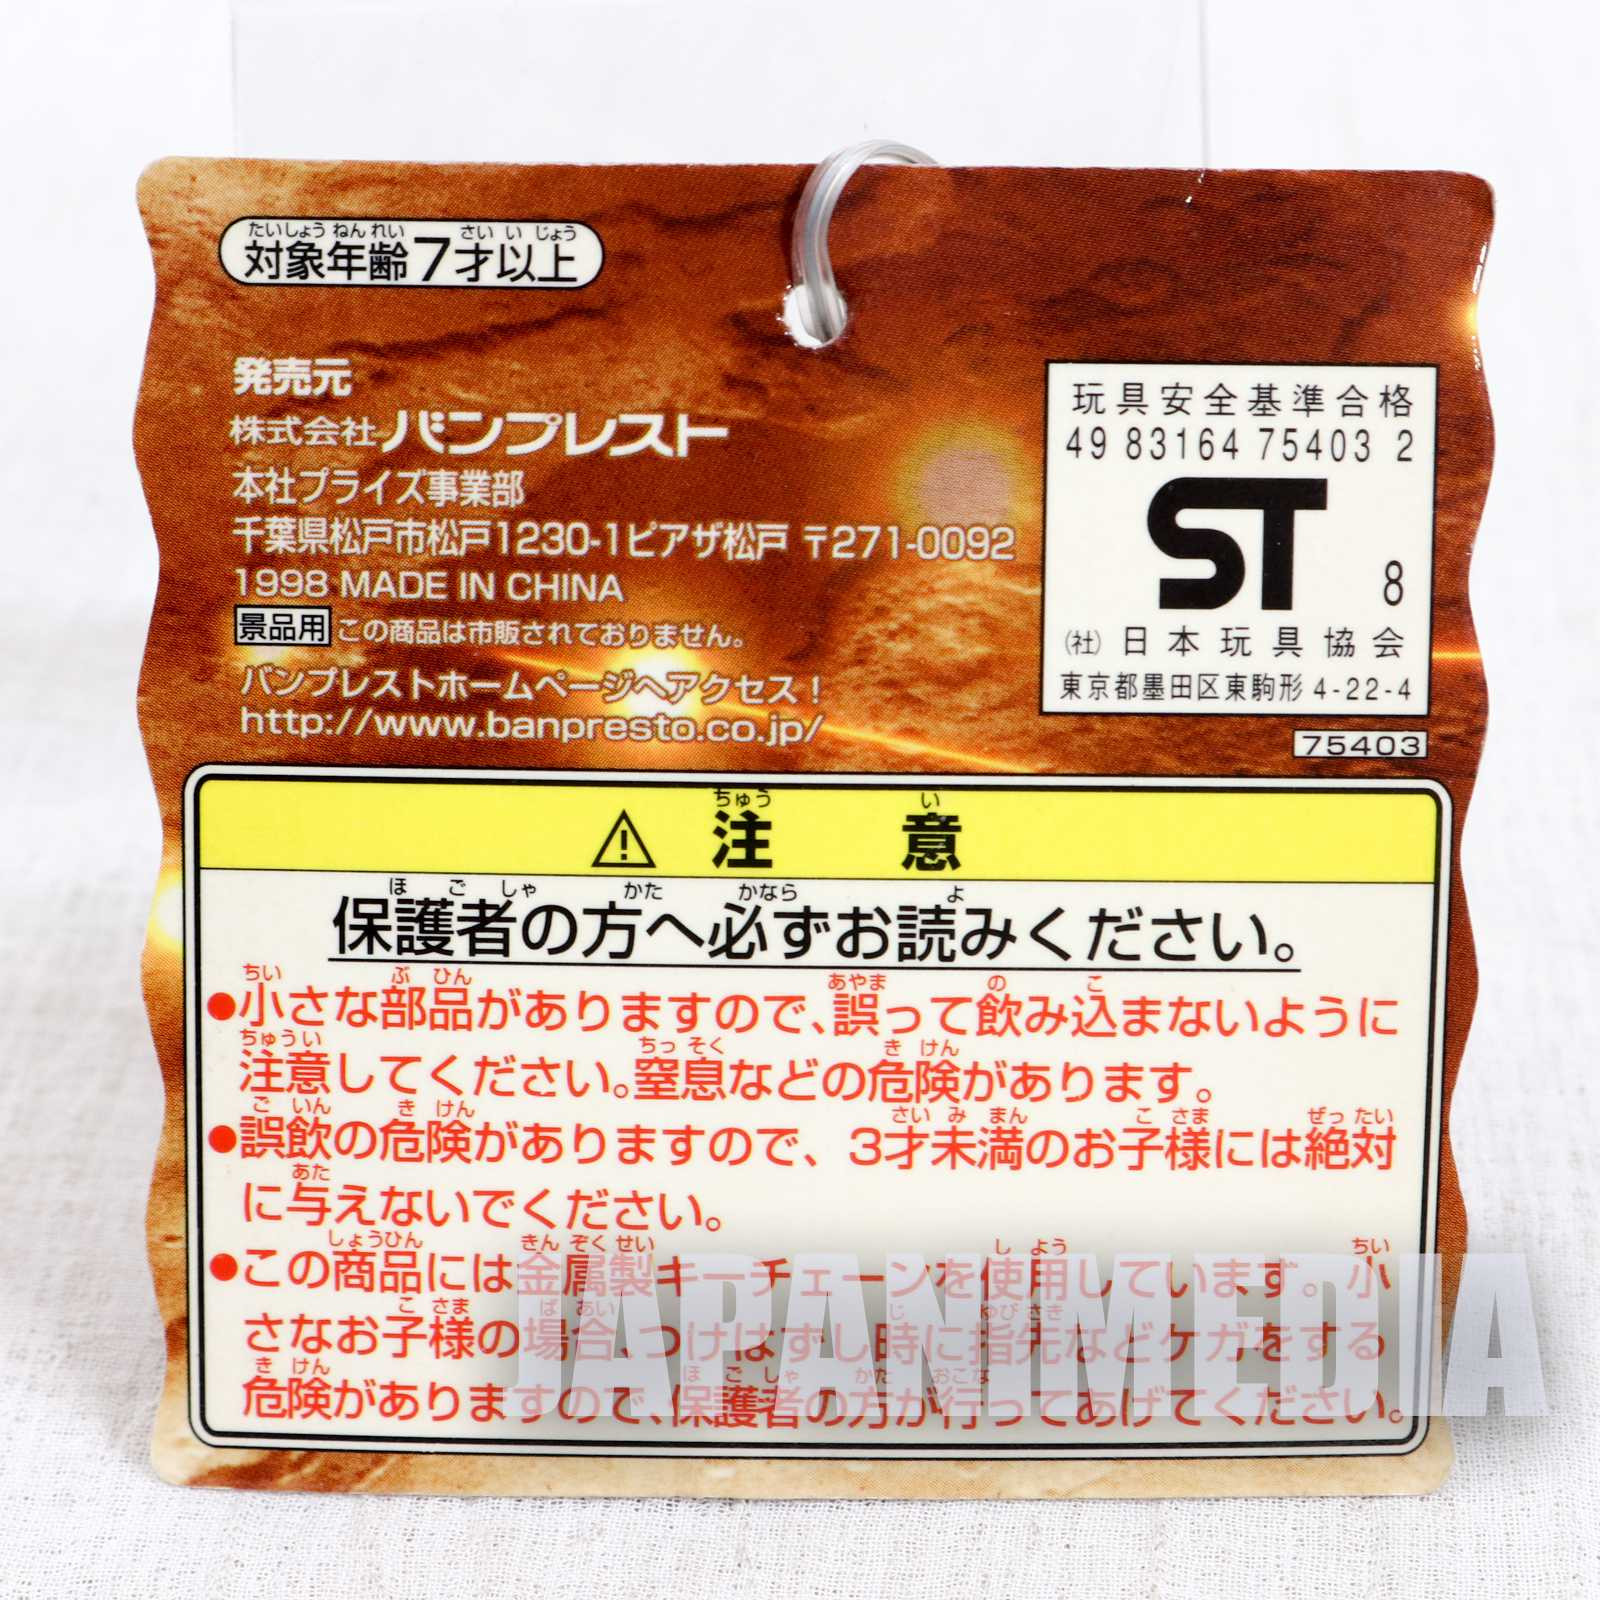 たいしょう ねんれい さい い じょう
対象年齢7才以上
発売元
株式会社バンプレスト
本社プライズ事業部
千葉県松戸市松戸1230-1ピアザ松戸 〒271-0092
1998 MADE IN CHINA
景品用 この商品は市販されておりません。
バンプレストホームページへアクセス!
http://www.banpresto.co.jp/
玩具安全基準合格
49 83164 75403 2
ST 8
(社)日本玩具協会
東京都墨田区東駒形 4-22-4
75403
ちゅう い
⚠ 注 意
ほ ご しゃ かた かなら よ
保護者の方へ必ずお読みください。
ちい ぶ ひん あやま の こ
●小さな部品がありますので、誤って飲み込まないように
ちゅうい ちっ そく き けん
注意してください。窒息などの危険があります。
ご いん き けん さい み まん こ さま ぜっ たい
●誤飲の危険がありますので、3才未満のお子様には絶対
あた
に与えないでください。
しょうひん きん ぞく せい し よう ちい
●この商品には金属製キーチェーンを使用しています。小
こ さま ば あい じ ゆび さき
さなお子様の場合、つけはずし時に指先などケガをする
き けん ほ ご しゃ かた おこな
危険がありますので、保護者の方が行ってあげてください。
JAPANIMEDIA